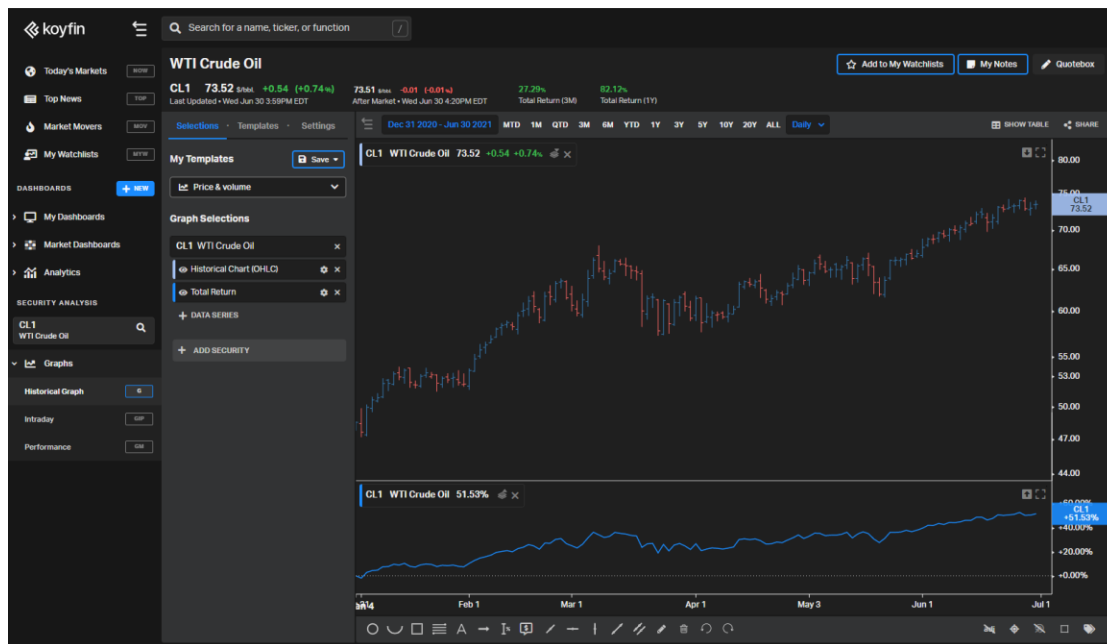 koyfin
Search for a name, ticker, or function /
Today's Markets NOW
Top News TOP
Market Movers MOV
My Watchlists MYW
DASHBOARDS + NEW
My Dashboards
Market Dashboards
Analytics
SECURITY ANALYSIS
CL1
WTI Crude Oil
Graphs
Historical Graph G
Intraday GIP
Performance GM
WTI Crude Oil
Add to My Watchlists My Notes Quotebox
CL1 73.52 $/bbl. +0.54 (+0.74%)
Last Updated • Wed Jun 30 3:59PM EDT
73.51 $/bbl. -0.01 (-0.01%)
After Market • Wed Jun 30 4:20PM EDT
27.29%
Total Return (3M)
82.12%
Total Return (1Y)
Selections · Templates · Settings
My Templates Save
Price & volume
Graph Selections
CL1 WTI Crude Oil ×
Historical Chart (OHLC) ×
Total Return ×
+ DATA SERIES
+ ADD SECURITY
Dec 31 2020 - Jun 30 2021 MTD 1M QTD 3M 6M YTD 1Y 3Y 5Y 10Y 20Y ALL Daily SHOW TABLE SHARE
CL1 WTI Crude Oil 73.52 +0.54 +0.74% ×
80.00
75.00
CL1
73.52
70.00
65.00
60.00
55.00
53.00
50.00
47.00
44.00
CL1 WTI Crude Oil 51.53% ×
+60.00%
CL1
+51.53%
+40.00%
+20.00%
+0.00%
Feb 1 Mar 1 Apr 1 May 3 Jun 1 Jul 1
A